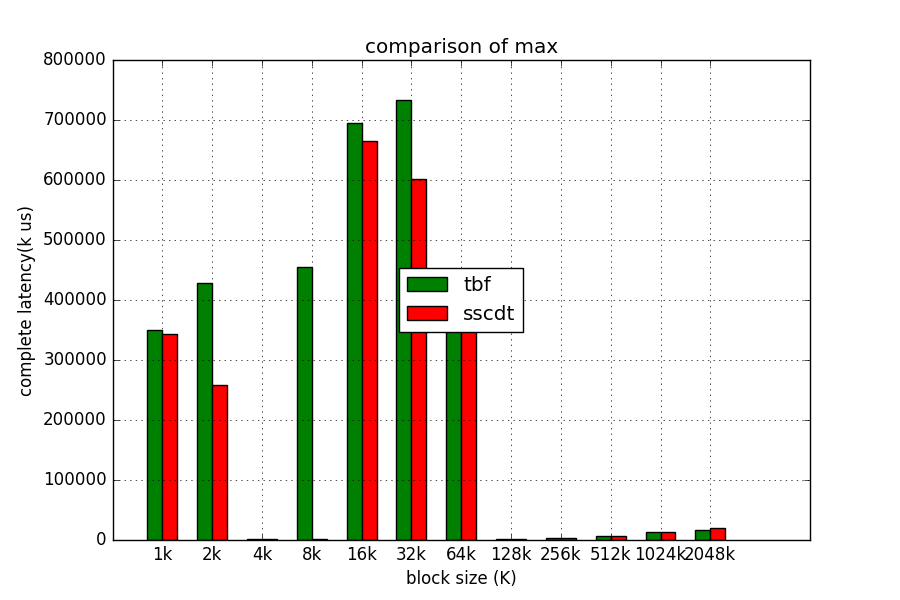 comparison of max
800000
700000
600000
500000
400000
300000
200000
100000
0
complete latency(k us)
tbf
sscdt
1k 2k 4k 8k 16k 32k 64k 128k 256k 512k 1024k 2048k
block size (K)